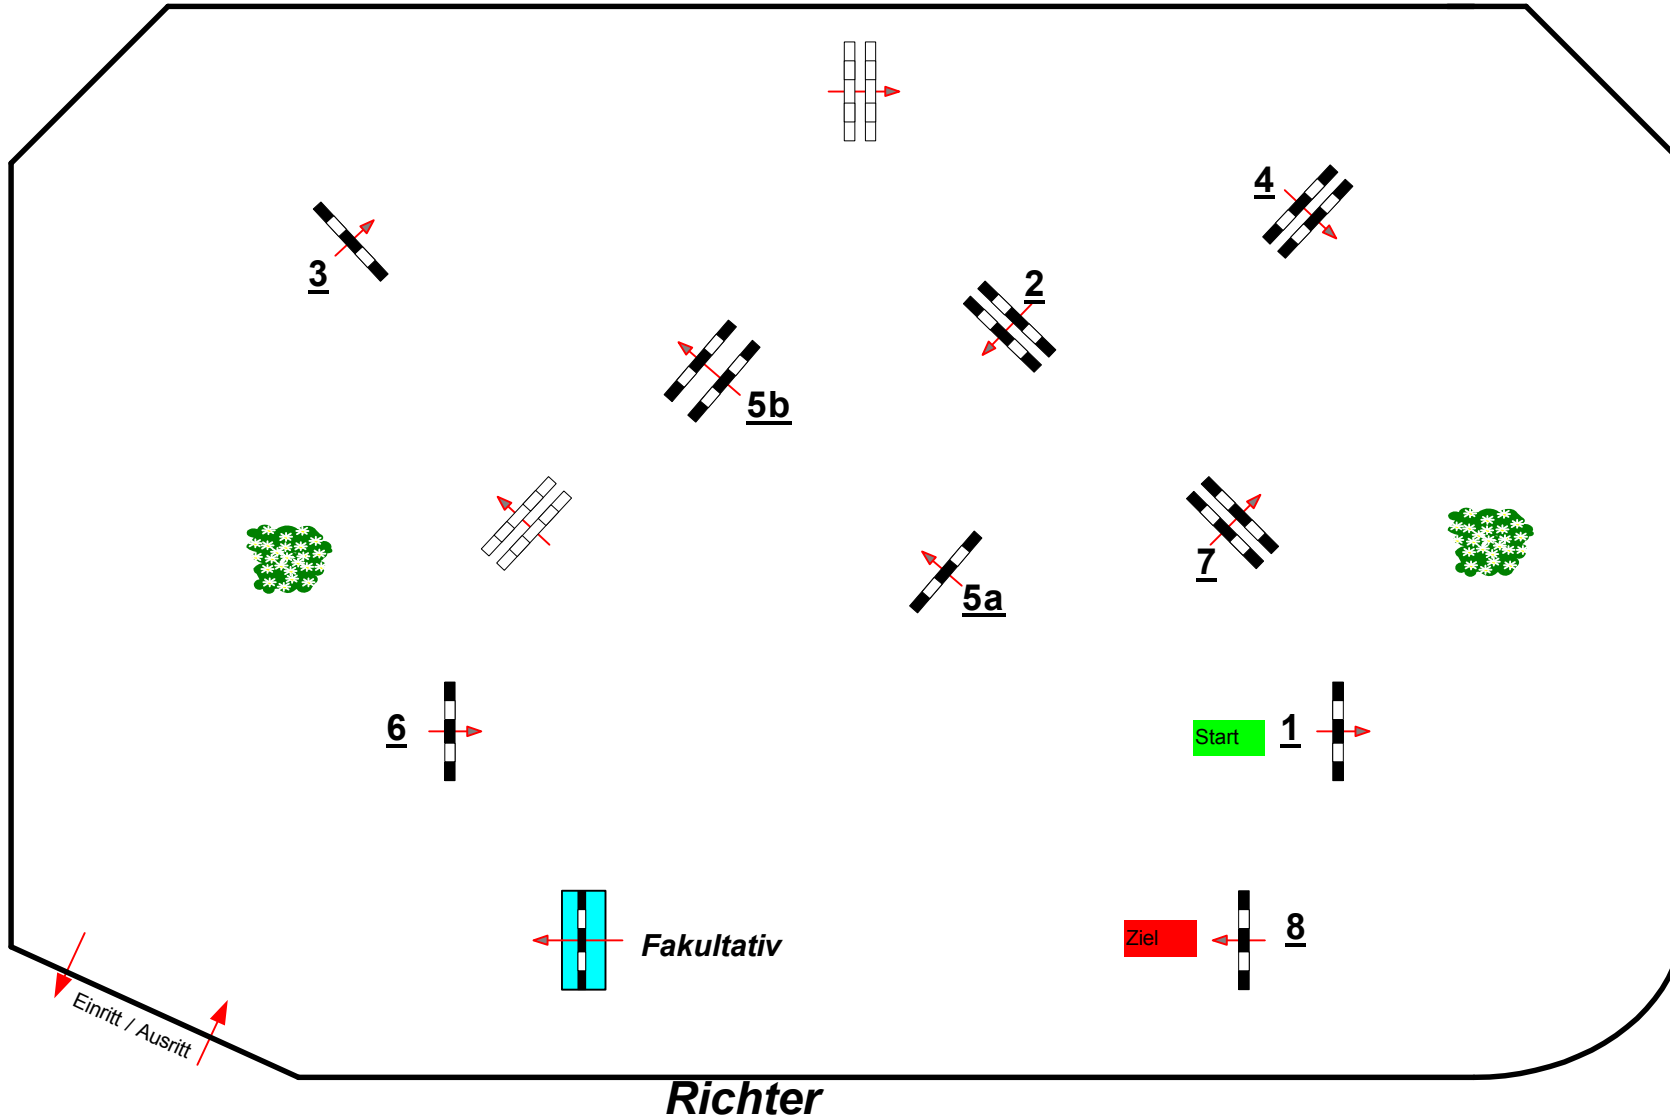 4
3
2
5b
7
5a
6
Start
1
Fakultativ
Ziel
8
Einritt / Ausritt
Richter